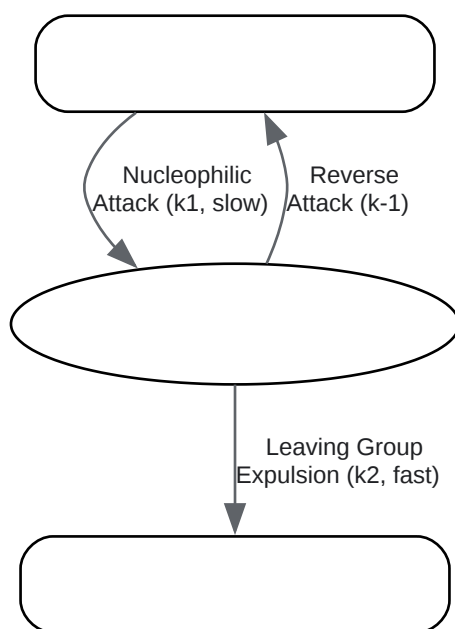 Nucleophilic
Attack (k1, slow)
Reverse
Attack (k-1)
Leaving Group
Expulsion (k2, fast)